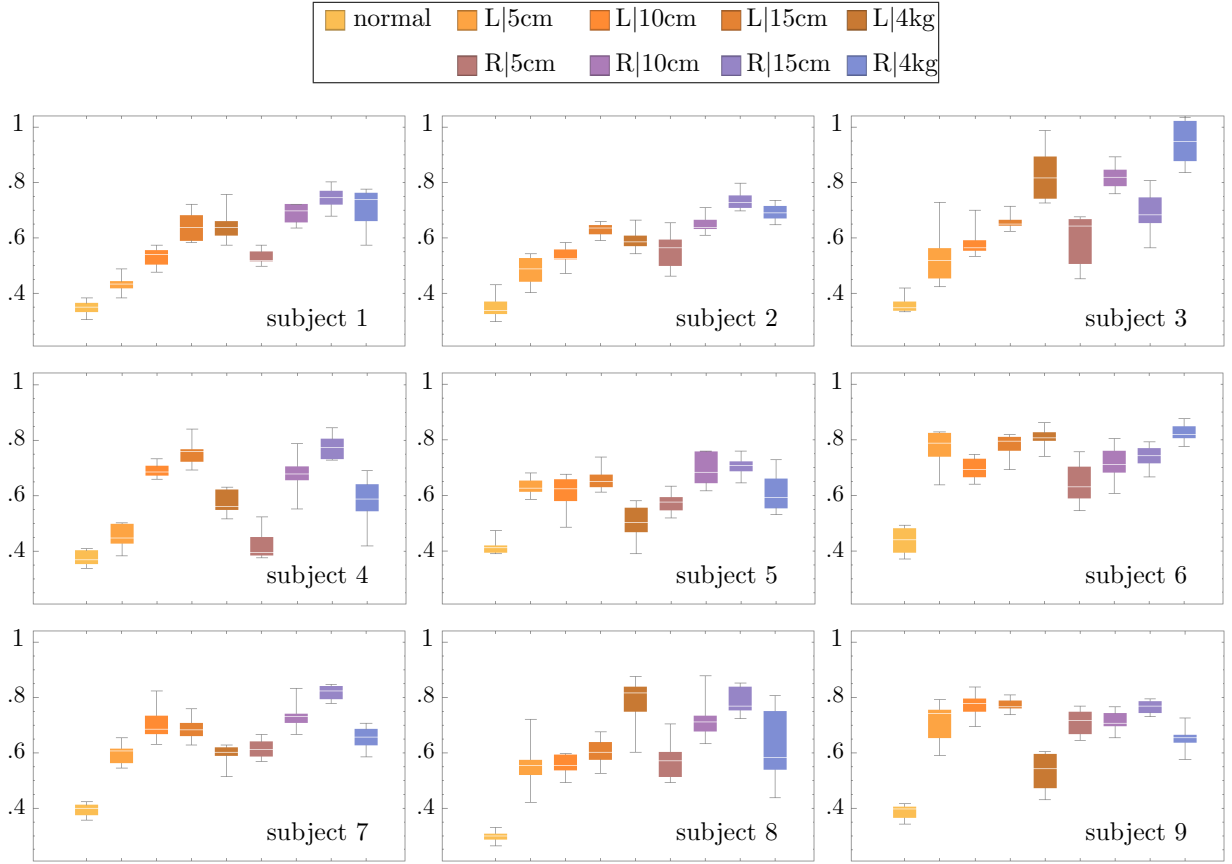 normal L|5cm L|10cm L|15cm L|4kg
R|5cm R|10cm R|15cm R|4kg
1 1 1
.8 .8 .8
.6 .6 .6
.4 .4 .4
subject 1 subject 2 subject 3
1 1 1
.8 .8 .8
.6 .6 .6
.4 .4 .4
subject 4 subject 5 subject 6
1 1 1
.8 .8 .8
.6 .6 .6
.4 .4 .4
subject 7 subject 8 subject 9